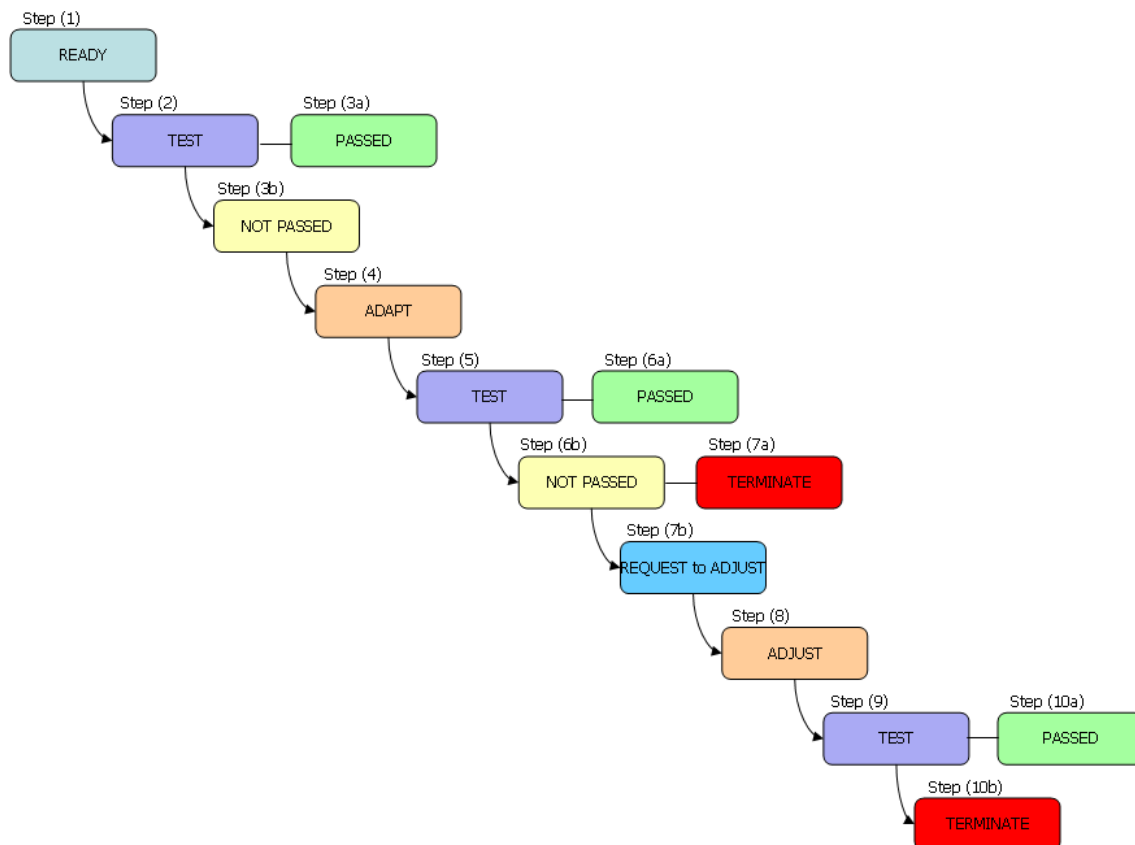 Step (1)
READY
Step (2)
Step (3a)
TEST
PASSED
Step (3b)
NOT PASSED
Step (4)
ADAPT
Step (5)
Step (6a)
TEST
PASSED
Step (6b)
Step (7a)
NOT PASSED
TERMINATE
Step (7b)
REQUEST to ADJUST
Step (8)
ADJUST
Step (9)
Step (10a)
TEST
PASSED
Step (10b)
TERMINATE